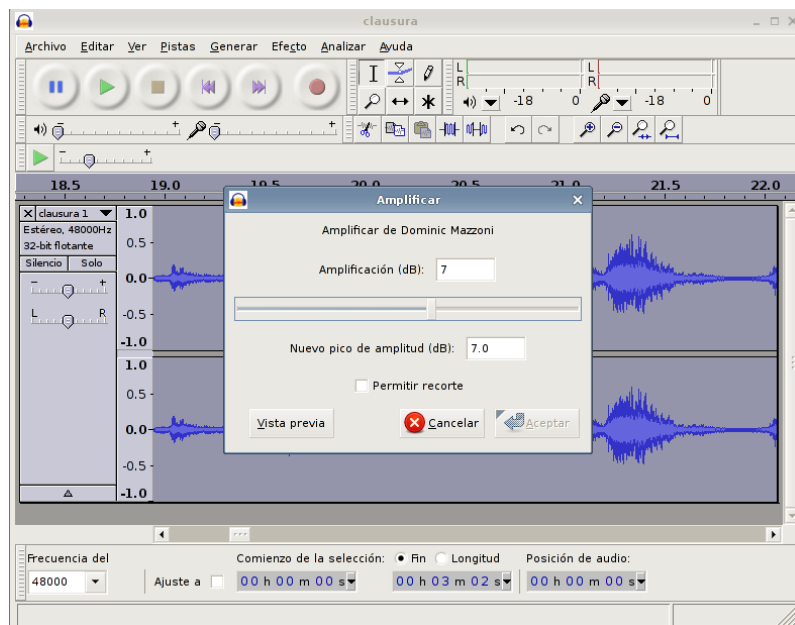 clausura
Archivo Editar Ver Pistas Generar Efecto Analizar Ayuda
L L
R R
-18 0 -18 0
- +
- +
- +
18.5 19.0 19.5 20.0 20.5 21.0 21.5 22.0
Amplificar
clausura 1
Estéreo, 48000Hz
32-bit flotante
Silencio Solo
- +
L R
1.0
0.5
0.0
-0.5
-1.0
1.0
0.5
0.0
-0.5
-1.0
Amplificar de Dominic Mazzoni
Amplificación (dB): 7
Nuevo pico de amplitud (dB): 7.0
Permitir recorte
Vista previa Cancelar Aceptar
Frecuencia del Comienzo de la selección: Fin Longitud Posición de audio:
48000 Ajuste a 00 h 00 m 00 s 00 h 03 m 02 s 00 h 00 m 00 s